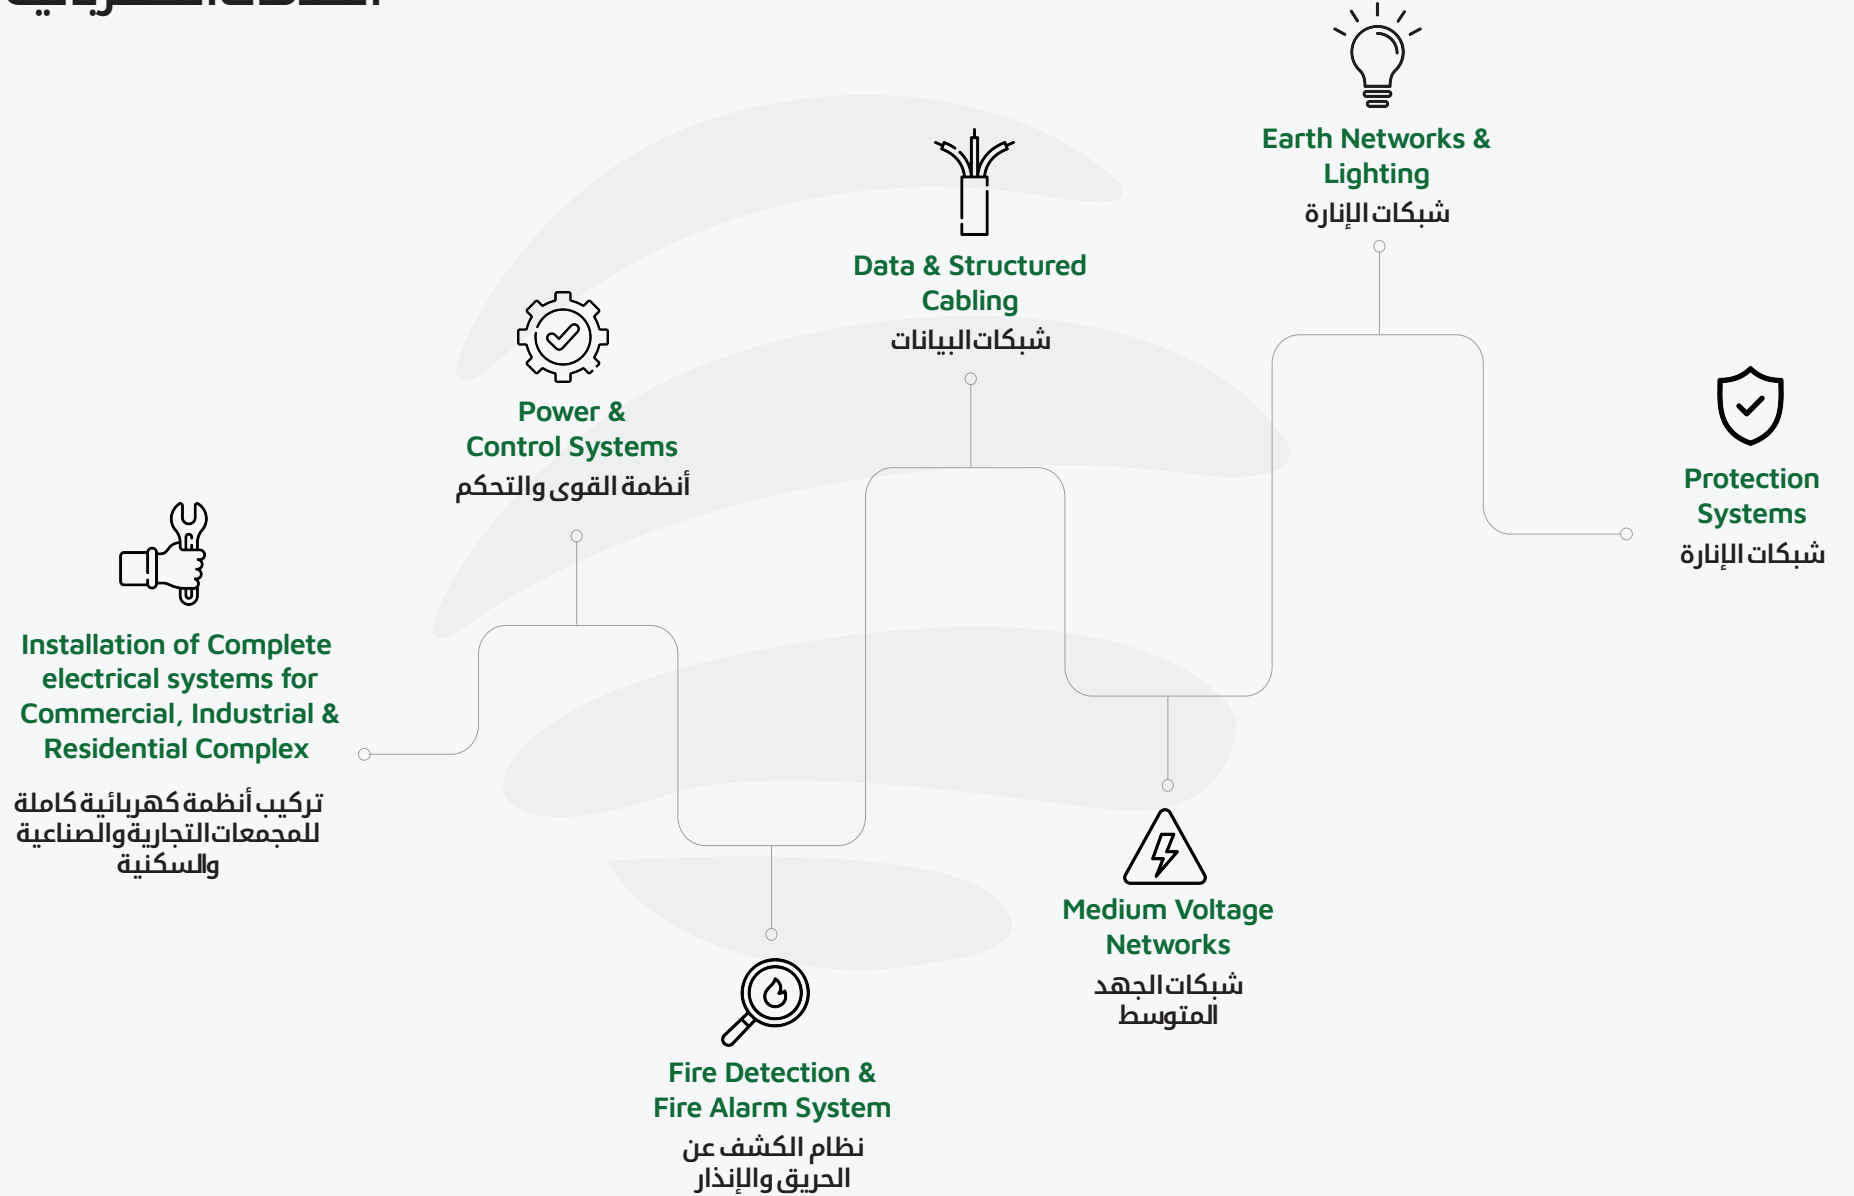 Earth Networks &
Lighting
شبكات الإنارة
Data & Structured
Cabling
شبكات البيانات
Power &
Control Systems
أنظمة القوى والتحكم
Protection
Systems
شبكات الإنارة
Installation of Complete
electrical systems for
Commercial, Industrial &
Residential Complex
تركيب أنظمة كهربائية كاملة
للمجمعات التجارية والصناعية
والسكنية
Medium Voltage
Networks
شبكات الجهد
المتوسط
Fire Detection &
Fire Alarm System
نظام الكشف عن
الحريق والإنذار